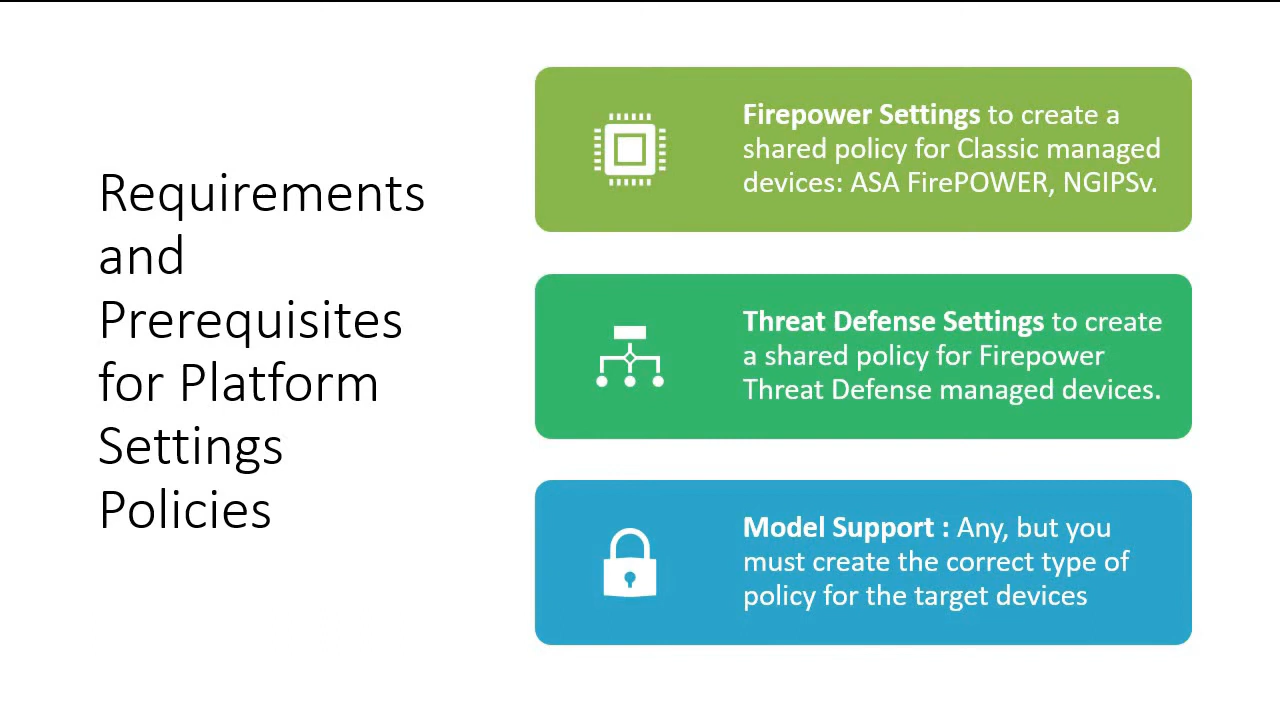 Requirements
and
Prerequisites
for Platform
Settings
Policies
Firepower Settings to create a
shared policy for Classic managed
devices: ASA FirePOWER, NGIPSv.
Threat Defense Settings to create
a shared policy for Firepower
Threat Defense managed devices.
Model Support : Any, but you
must create the correct type of
policy for the target devices